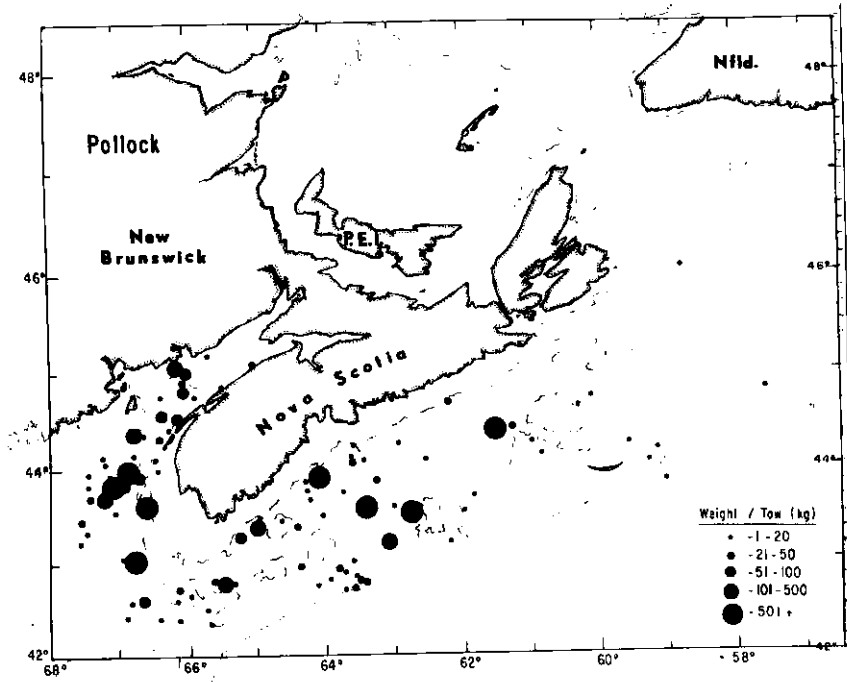 48°
48°
Nfld.
Pollock
New
Brunswick
P.E.I.
46°
46°
Nova Scotia
44°
44°
Weight / Tow (kg)
-1-20
-21-50
-51-100
-101-500
-501+
42°
42°
68°
66°
64°
62°
60°
58°